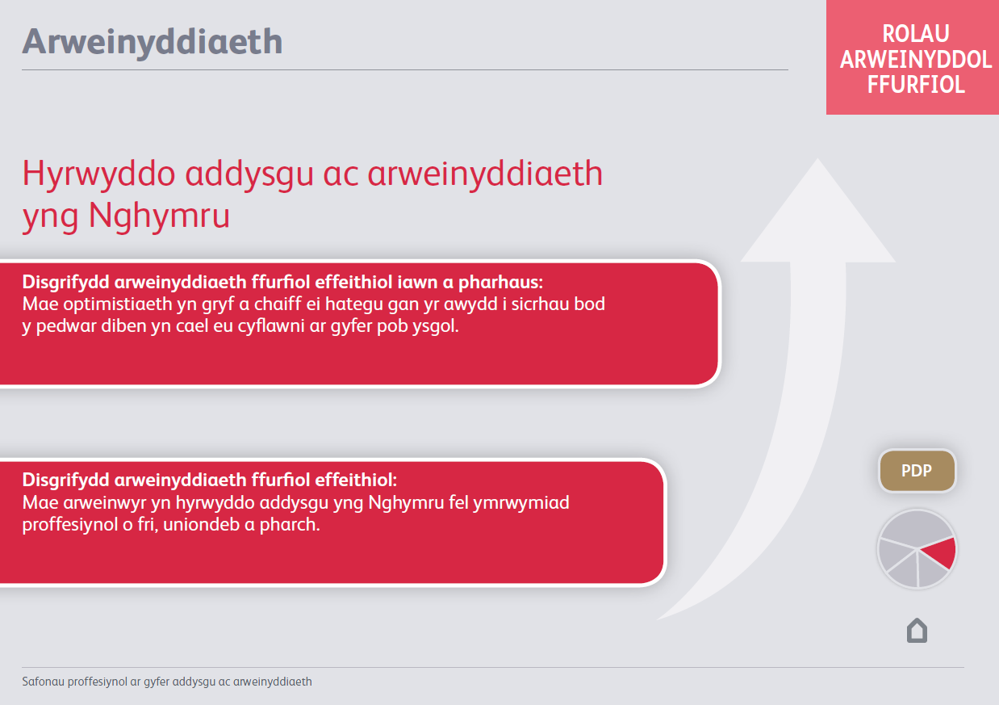 Arweinyddiaeth
ROLAU
ARWEINYDDOL
FFURFIOL
Hyrwyddo addysgu ac arweinyddiaeth
yng Nghymru
Disgrifydd arweinyddiaeth ffurfiol effeithiol iawn a pharhaus:
Mae optimistiaeth yn gryf a chaiff ei hategu gan yr awydd i sicrhau bod
y pedwar diben yn cael eu cyflawni ar gyfer pob ysgol.
Disgrifydd arweinyddiaeth ffurfiol effeithiol:
Mae arweinwyr yn hyrwyddo addysgu yng Nghymru fel ymrwymiad
proffesiynol o fri, uniondeb a pharch.
PDP
Safonau proffesiynol ar gyfer addysgu ac arweinyddiaeth